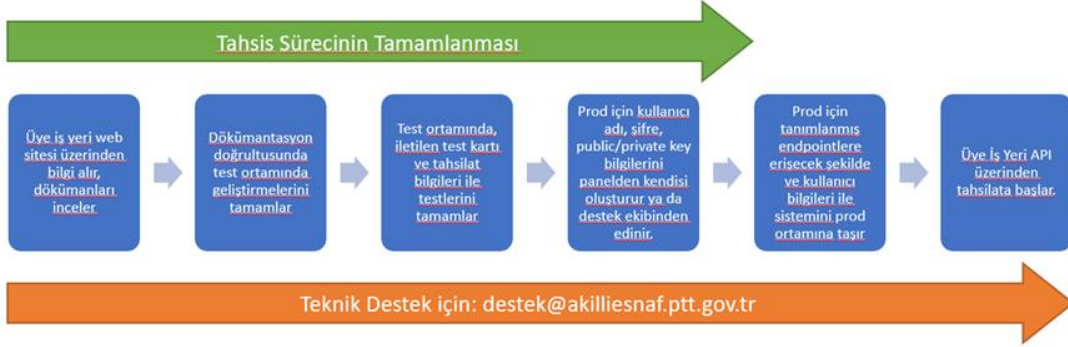 Tahsis Sürecinin Tamamlanması
Üye iş yeri web
sitesi üzerinden
bilgi alır,
dökümanları
inceler
Dökümantasyon
doğrultusunda
test ortamında
geliştirmelerini
tamamlar
Test ortamında,
iletilen test kartı
ve tahsilat
bilgileri ile
testlerini
tamamlar
Prod için kullanıcı
adı, şifre,
public/private key
bilgilerini
panelden kendisi
oluşturur ya da
destek ekibinden
edinir.
Prod için
tanımlanmış
endpointlere
erişecek şekilde
ve kullanıcı
bilgileri ile
sistemini prod
ortamına taşır
Üye İş Yeri API
üzerinden
tahsilata başlar.
Teknik Destek için: destek@akilliesnaf.ptt.gov.tr